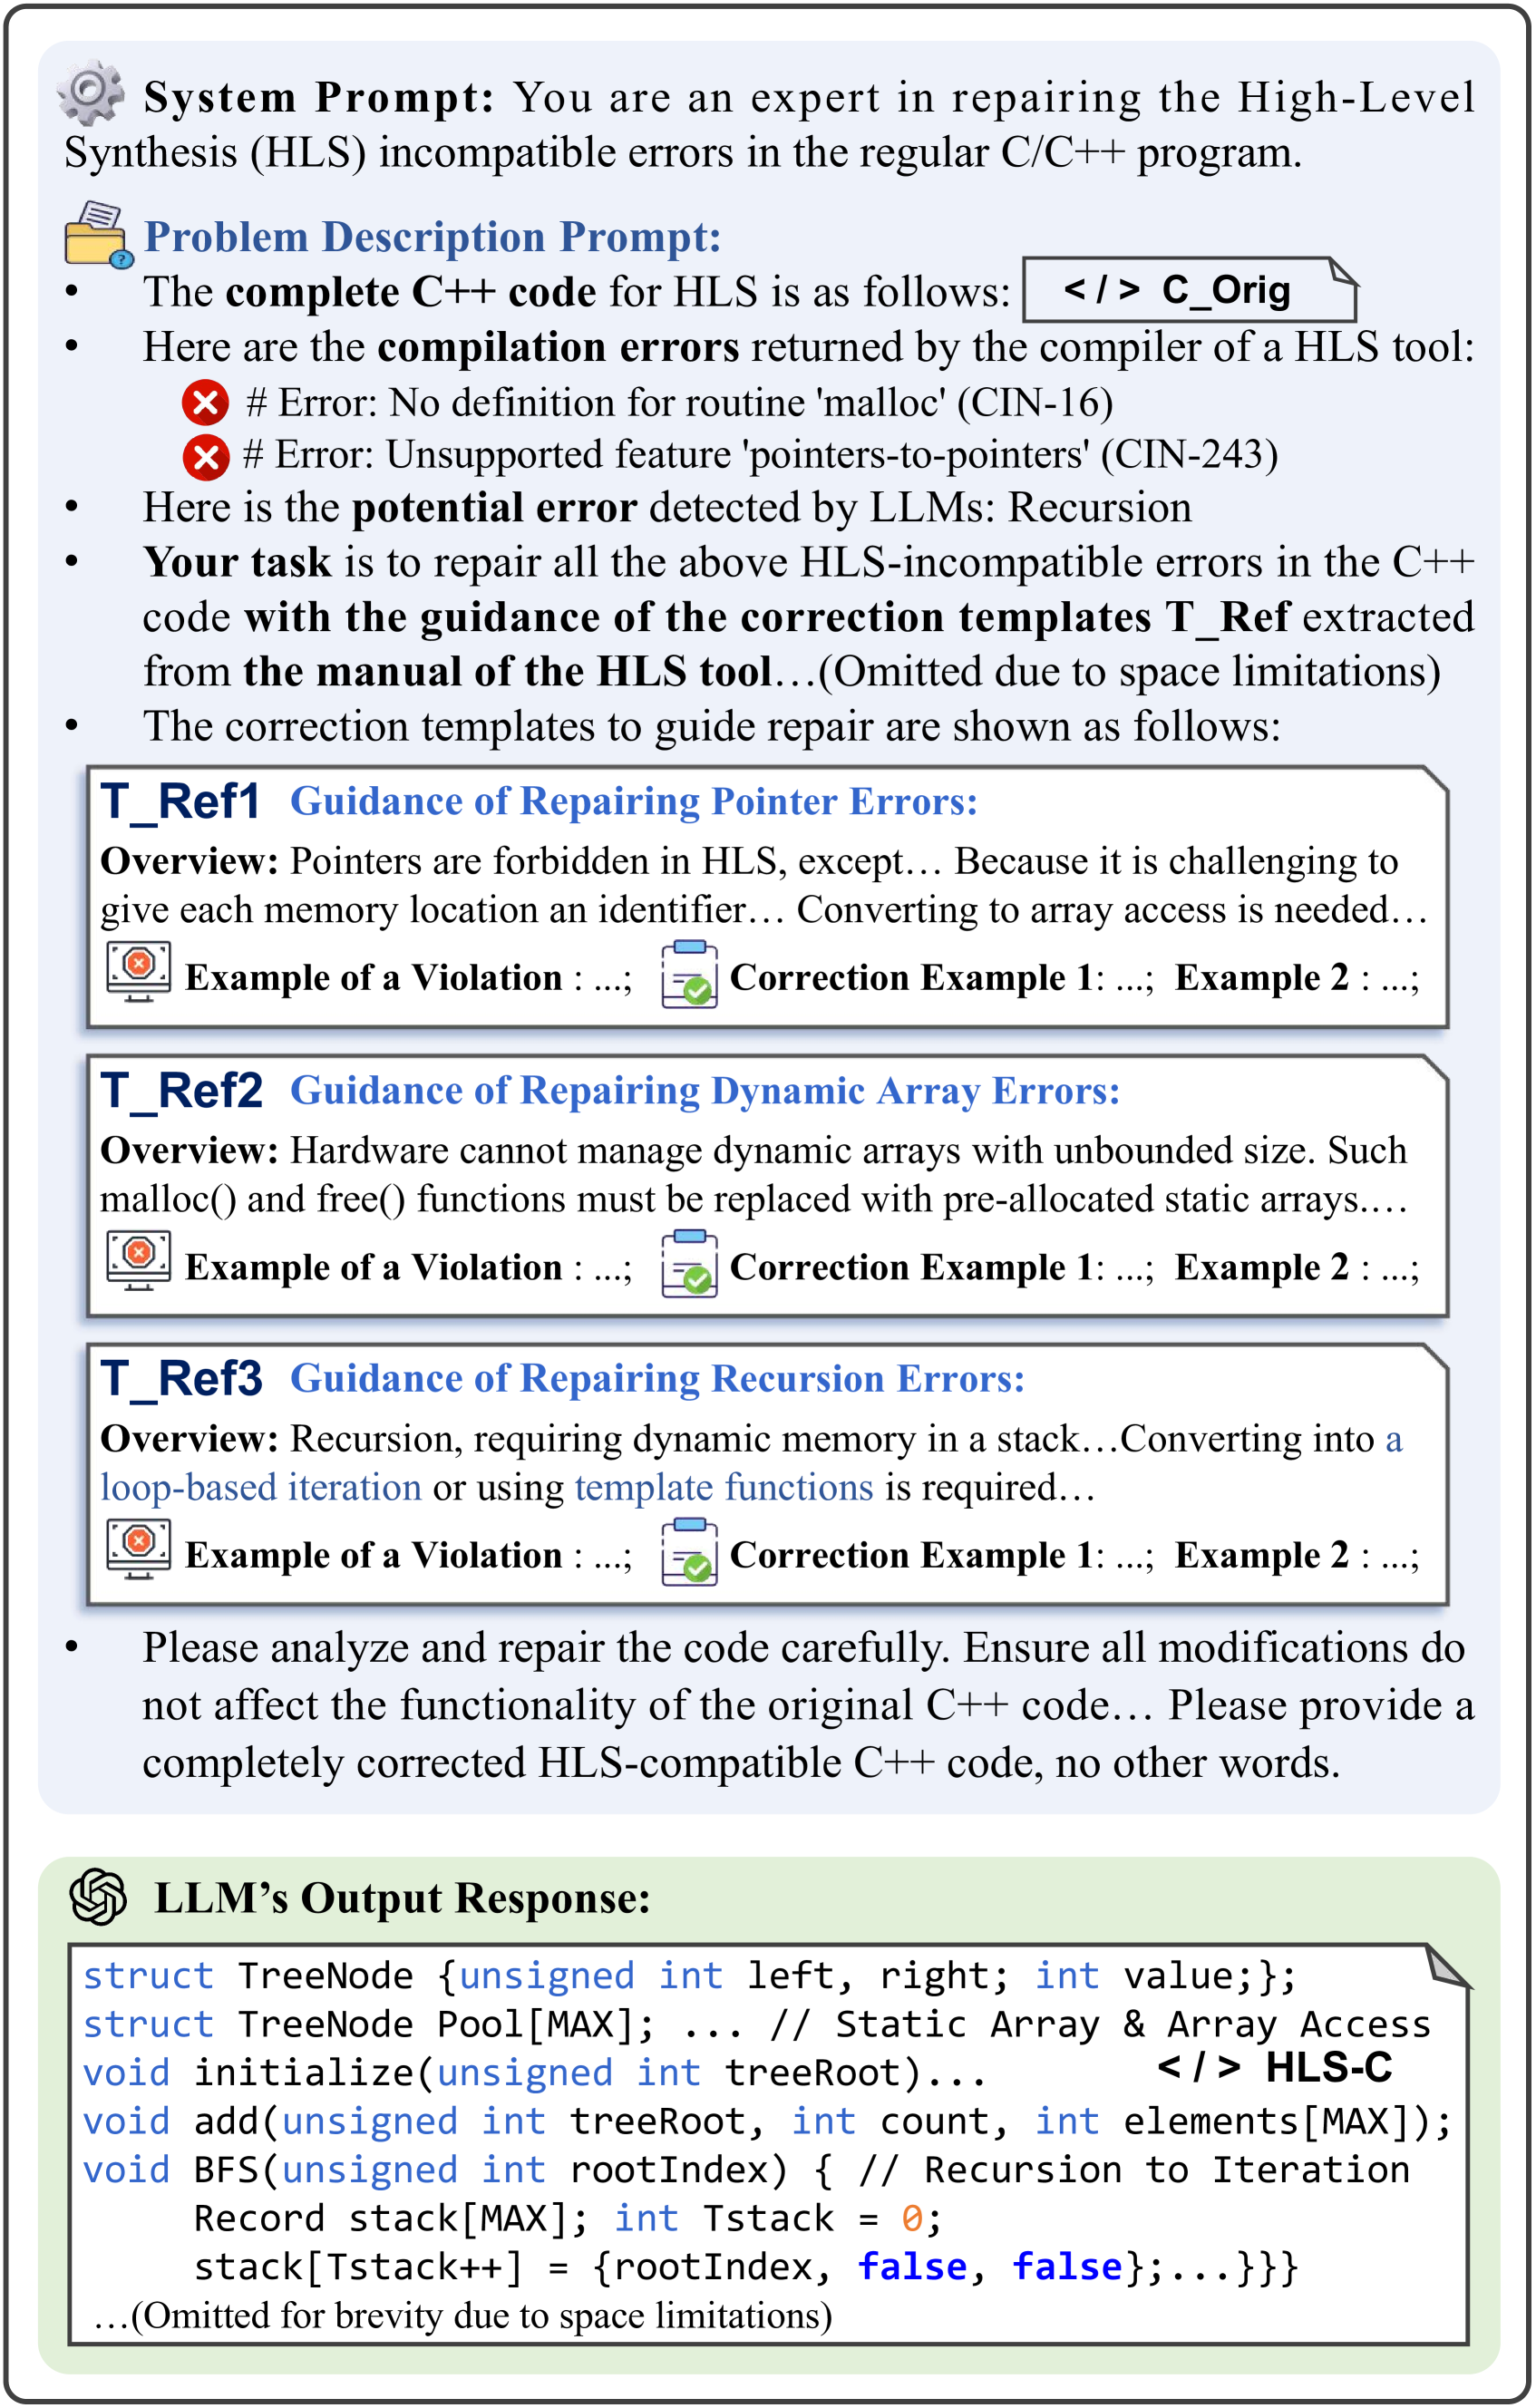 System Prompt: You are an expert in repairing the High-Level
Synthesis (HLS) incompatible errors in the regular C/C++ program.
Problem Description Prompt:
• The complete C++ code for HLS is as follows: </> C_Orig
• Here are the compilation errors returned by the compiler of a HLS tool:
# Error: No definition for routine 'malloc' (CIN-16)
# Error: Unsupported feature 'pointers-to-pointers' (CIN-243)
• Here is the potential error detected by LLMs: Recursion
• Your task is to repair all the above HLS-incompatible errors in the C++
code with the guidance of the correction templates T_Ref extracted
from the manual of the HLS tool…(Omitted due to space limitations)
• The correction templates to guide repair are shown as follows:
T_Ref1 Guidance of Repairing Pointer Errors:
Overview: Pointers are forbidden in HLS, except… Because it is challenging to
give each memory location an identifier… Converting to array access is needed…
Example of a Violation : ...; Correction Example 1: ...; Example 2 : ...;
T_Ref2 Guidance of Repairing Dynamic Array Errors:
Overview: Hardware cannot manage dynamic arrays with unbounded size. Such
malloc() and free() functions must be replaced with pre-allocated static arrays.…
Example of a Violation : ...; Correction Example 1: ...; Example 2 : ...;
T_Ref3 Guidance of Repairing Recursion Errors:
Overview: Recursion, requiring dynamic memory in a stack…Converting into a
loop-based iteration or using template functions is required…
Example of a Violation : ...; Correction Example 1: ...; Example 2 : ...;
• Please analyze and repair the code carefully. Ensure all modifications do
not affect the functionality of the original C++ code… Please provide a
completely corrected HLS-compatible C++ code, no other words.
LLM’s Output Response:
struct TreeNode {unsigned int left, right; int value;};
struct TreeNode Pool[MAX]; ... // Static Array & Array Access
void initialize(unsigned int treeRoot)... </> HLS-C
void add(unsigned int treeRoot, int count, int elements[MAX]);
void BFS(unsigned int rootIndex) { // Recursion to Iteration
Record stack[MAX]; int Tstack = 0;
stack[Tstack++] = {rootIndex, false, false};...}}}
…(Omitted for brevity due to space limitations)